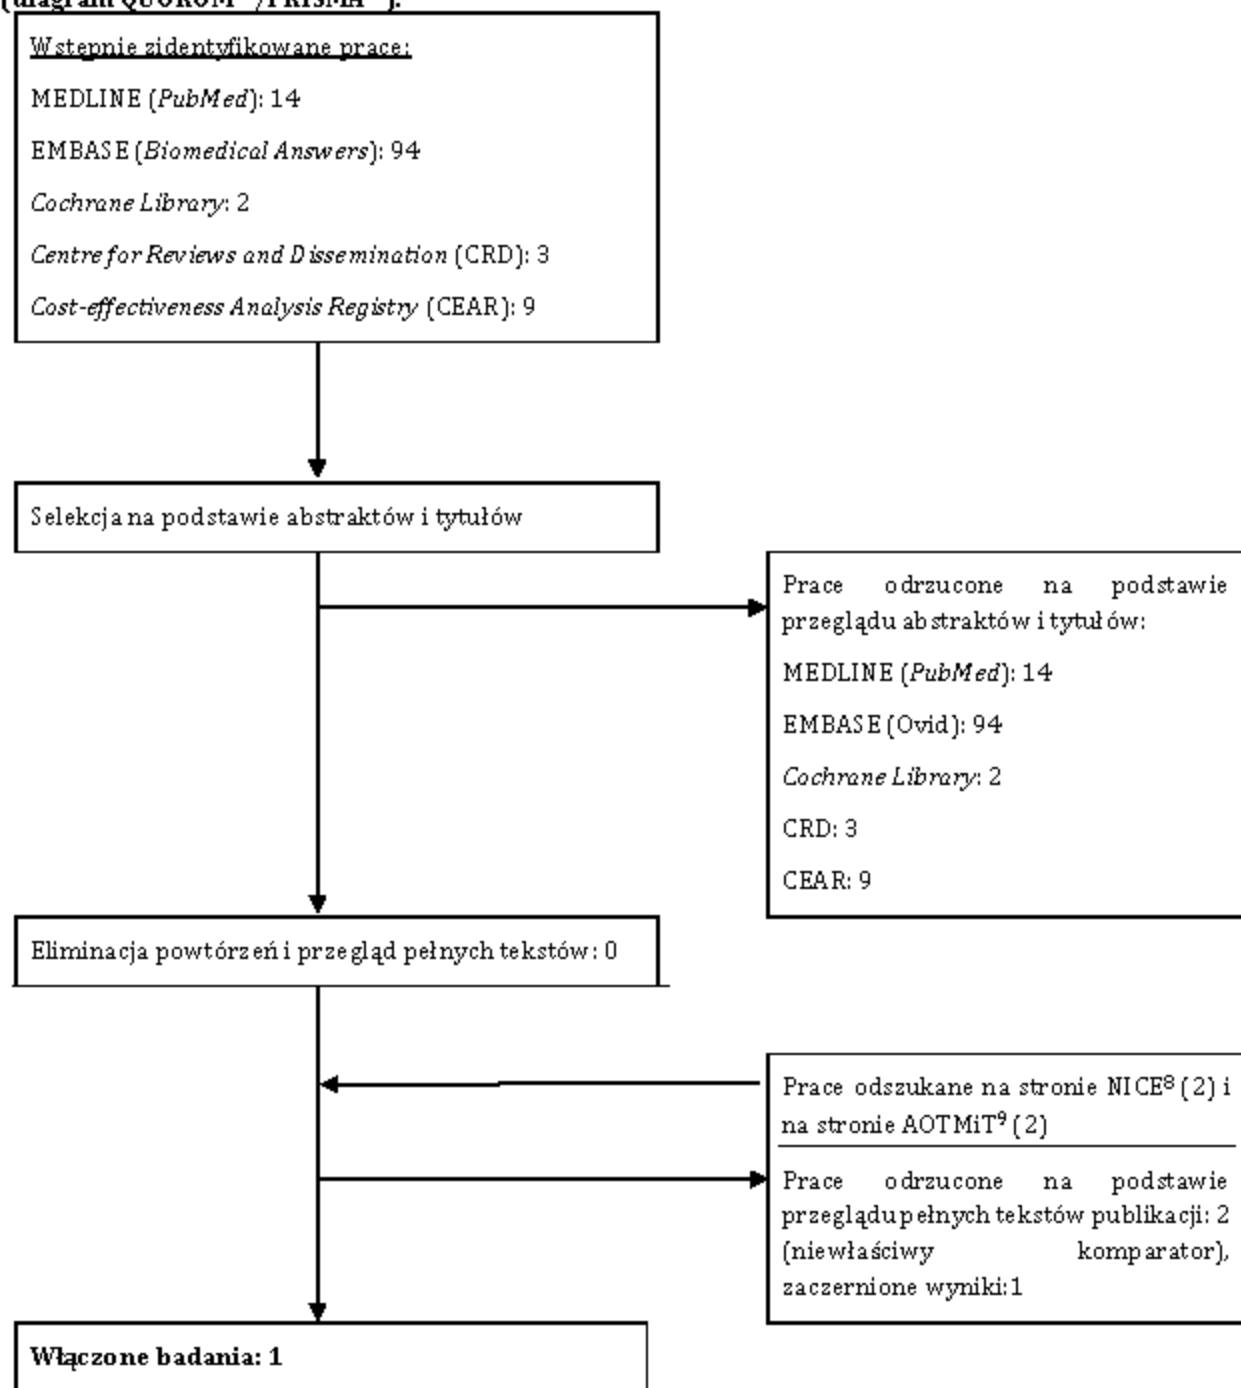 (diagram QUOROM /PRISMA ).
Wstępnie zidentyfikowane prace:
MEDLINE (PubMed): 14
EMBASE (Biomedical Answers): 94
Cochrane Library: 2
Centre for Reviews and Dissemination (CRD): 3
Cost-effectiveness Analysis Registry (CEAR): 9
Selekcja na podstawie abstraktów i tytułów
Prace odrzucone na podstawie
przeglądu abstraktów i tytułów:
MEDLINE (PubMed): 14
EMBASE (Ovid): 94
Cochrane Library: 2
CRD: 3
CEAR: 9
Eliminacja powtórzeń i przegląd pełnych tekstów: 0
Prace odszukane na stronie NICE⁸ (2) i
na stronie AOTMiT⁹ (2)
Prace odrzucone na podstawie
przeglądu pełnych tekstów publikacji: 2
(niewłaściwy komparator),
zaczernione wyniki:1
Włączone badania: 1